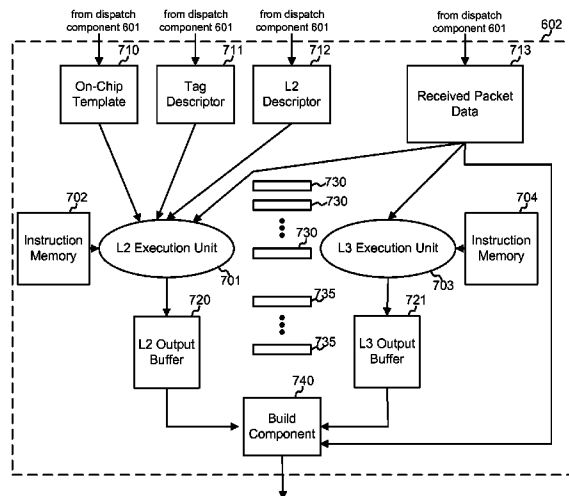 from dispatch
component 601
from dispatch
component 601
from dispatch
component 601
from dispatch
component 601
602
710
711
712
713
On-Chip
Template
Tag
Descriptor
L2
Descriptor
Received Packet
Data
730
730
702
704
Instruction
Memory
L2 Execution Unit
730
L3 Execution Unit
Instruction
Memory
701
703
720
735
721
L2 Output
Buffer
L3 Output
Buffer
735
740
Build
Component